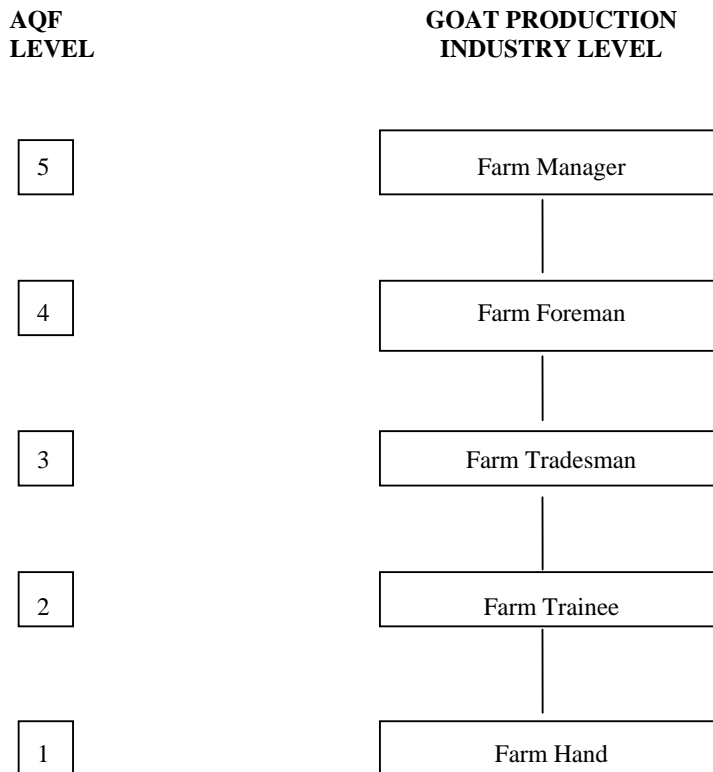 AQF
LEVEL
GOAT PRODUCTION
INDUSTRY LEVEL
5
Farm Manager
4
Farm Foreman
3
Farm Tradesman
2
Farm Trainee
1
Farm Hand